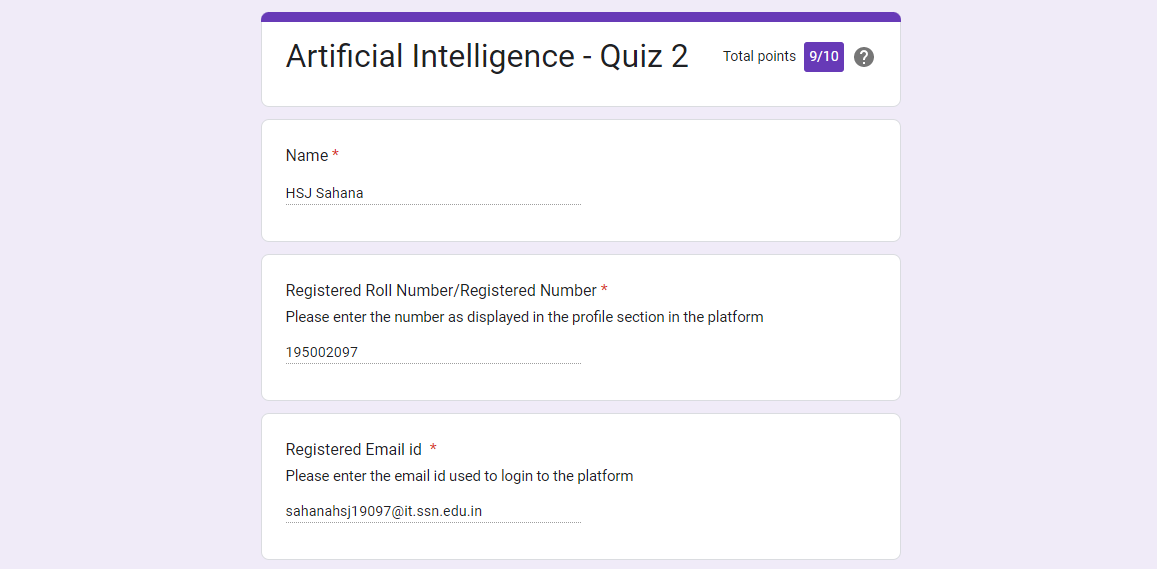 Artificial Intelligence - Quiz 2 Total points 9/10 ?
Name *
HSJ Sahana
Registered Roll Number/Registered Number *
Please enter the number as displayed in the profile section in the platform
195002097
Registered Email id *
Please enter the email id used to login to the platform
sahanahsj19097@it.ssn.edu.in